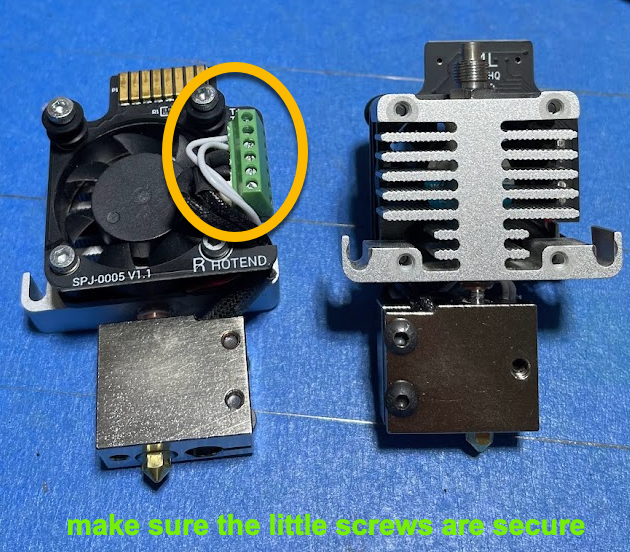 SPJ-0005 V1.1
R HOTEND.
make sure the little screws are secure